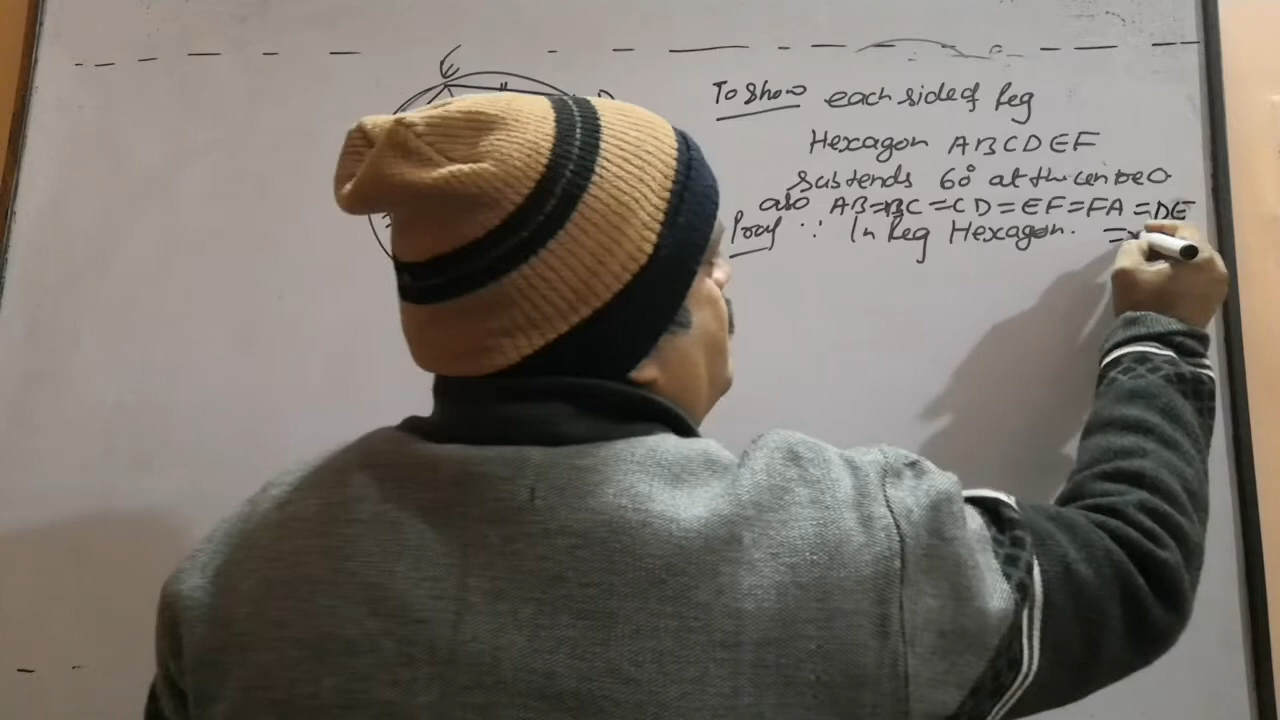 E
To show each side of Reg
Hexagon ABCDEF
Subtends 60° at the centre O
also AB=BC=CD=EF=FA=DE
Proof ∵ In Reg Hexagon. =